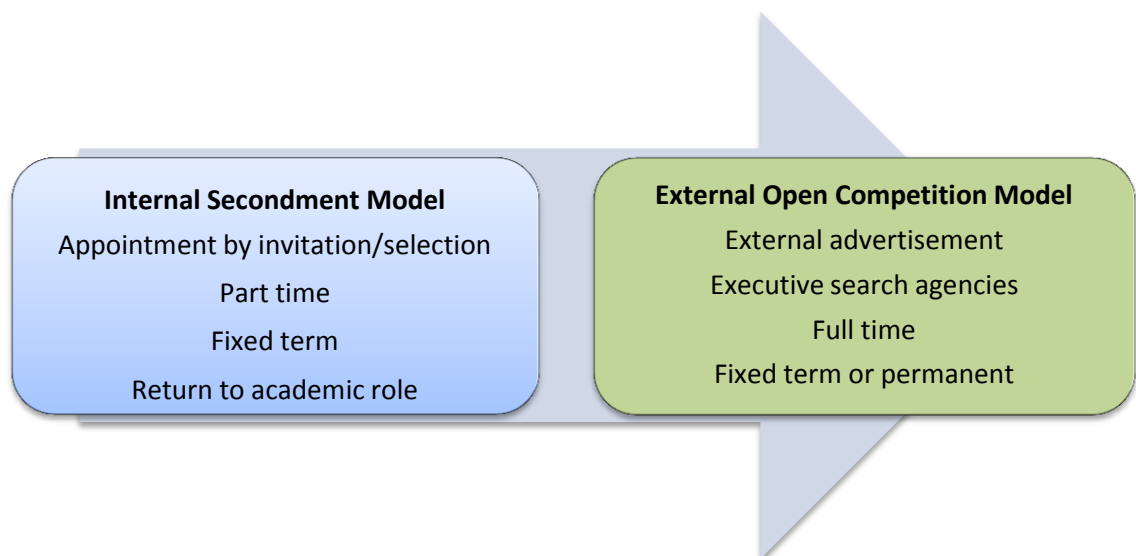 Internal Secondment Model
Appointment by invitation/selection
Part time
Fixed term
Return to academic role
External Open Competition Model
External advertisement
Executive search agencies
Full time
Fixed term or permanent